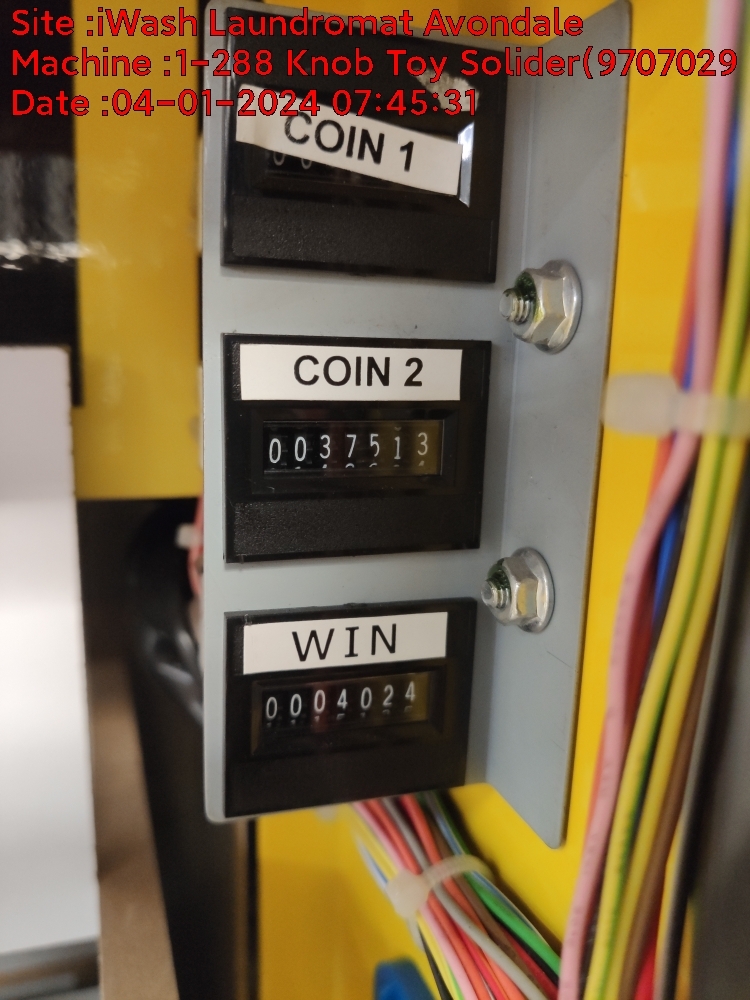 Site :iWash Laundromat Avondale
Machine :1-288 Knob Toy Solider(9707029
Date :04-01-2024 07:45:31
COIN 1
COIN 2
0037513
WIN
0004024